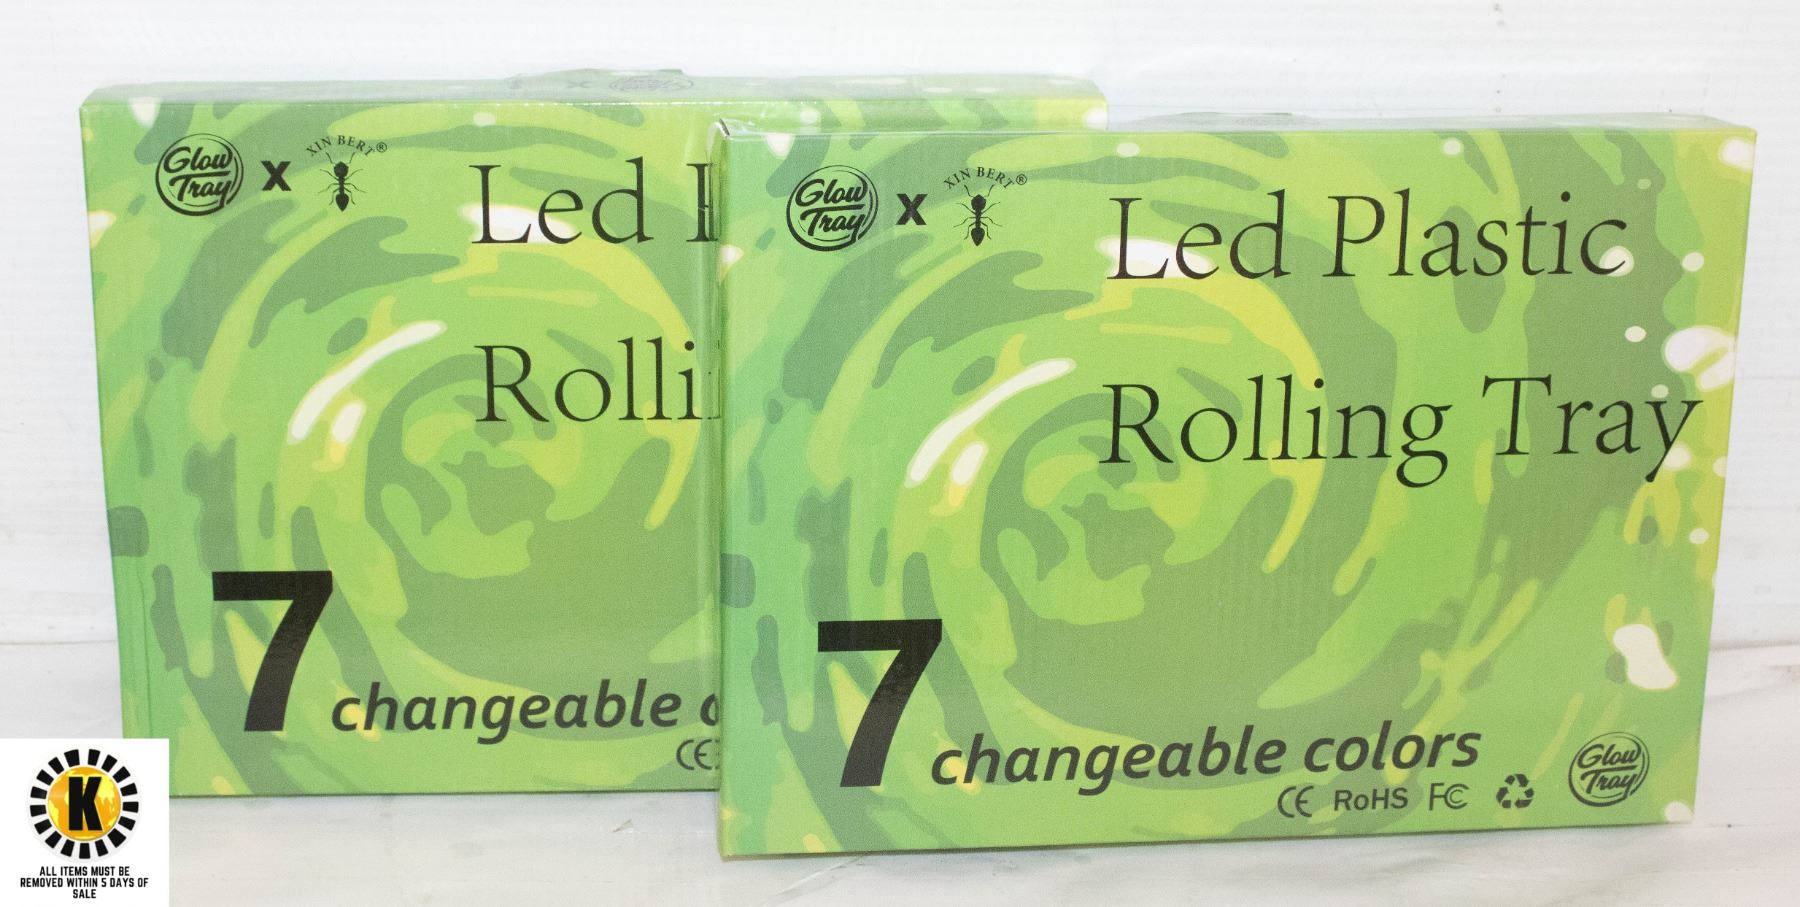 Glow
Tray
X
XIN BERT®
Led
Rolli
7 changeable
CE
Glow
Tray
X
XIN BERT®
Led Plastic
Rolling Tray
7 changeable colors
CE RoHS FC
Glow
Tray
K
ALL ITEMS MUST BE
REMOVED WITHIN 5 DAYS OF
SALE